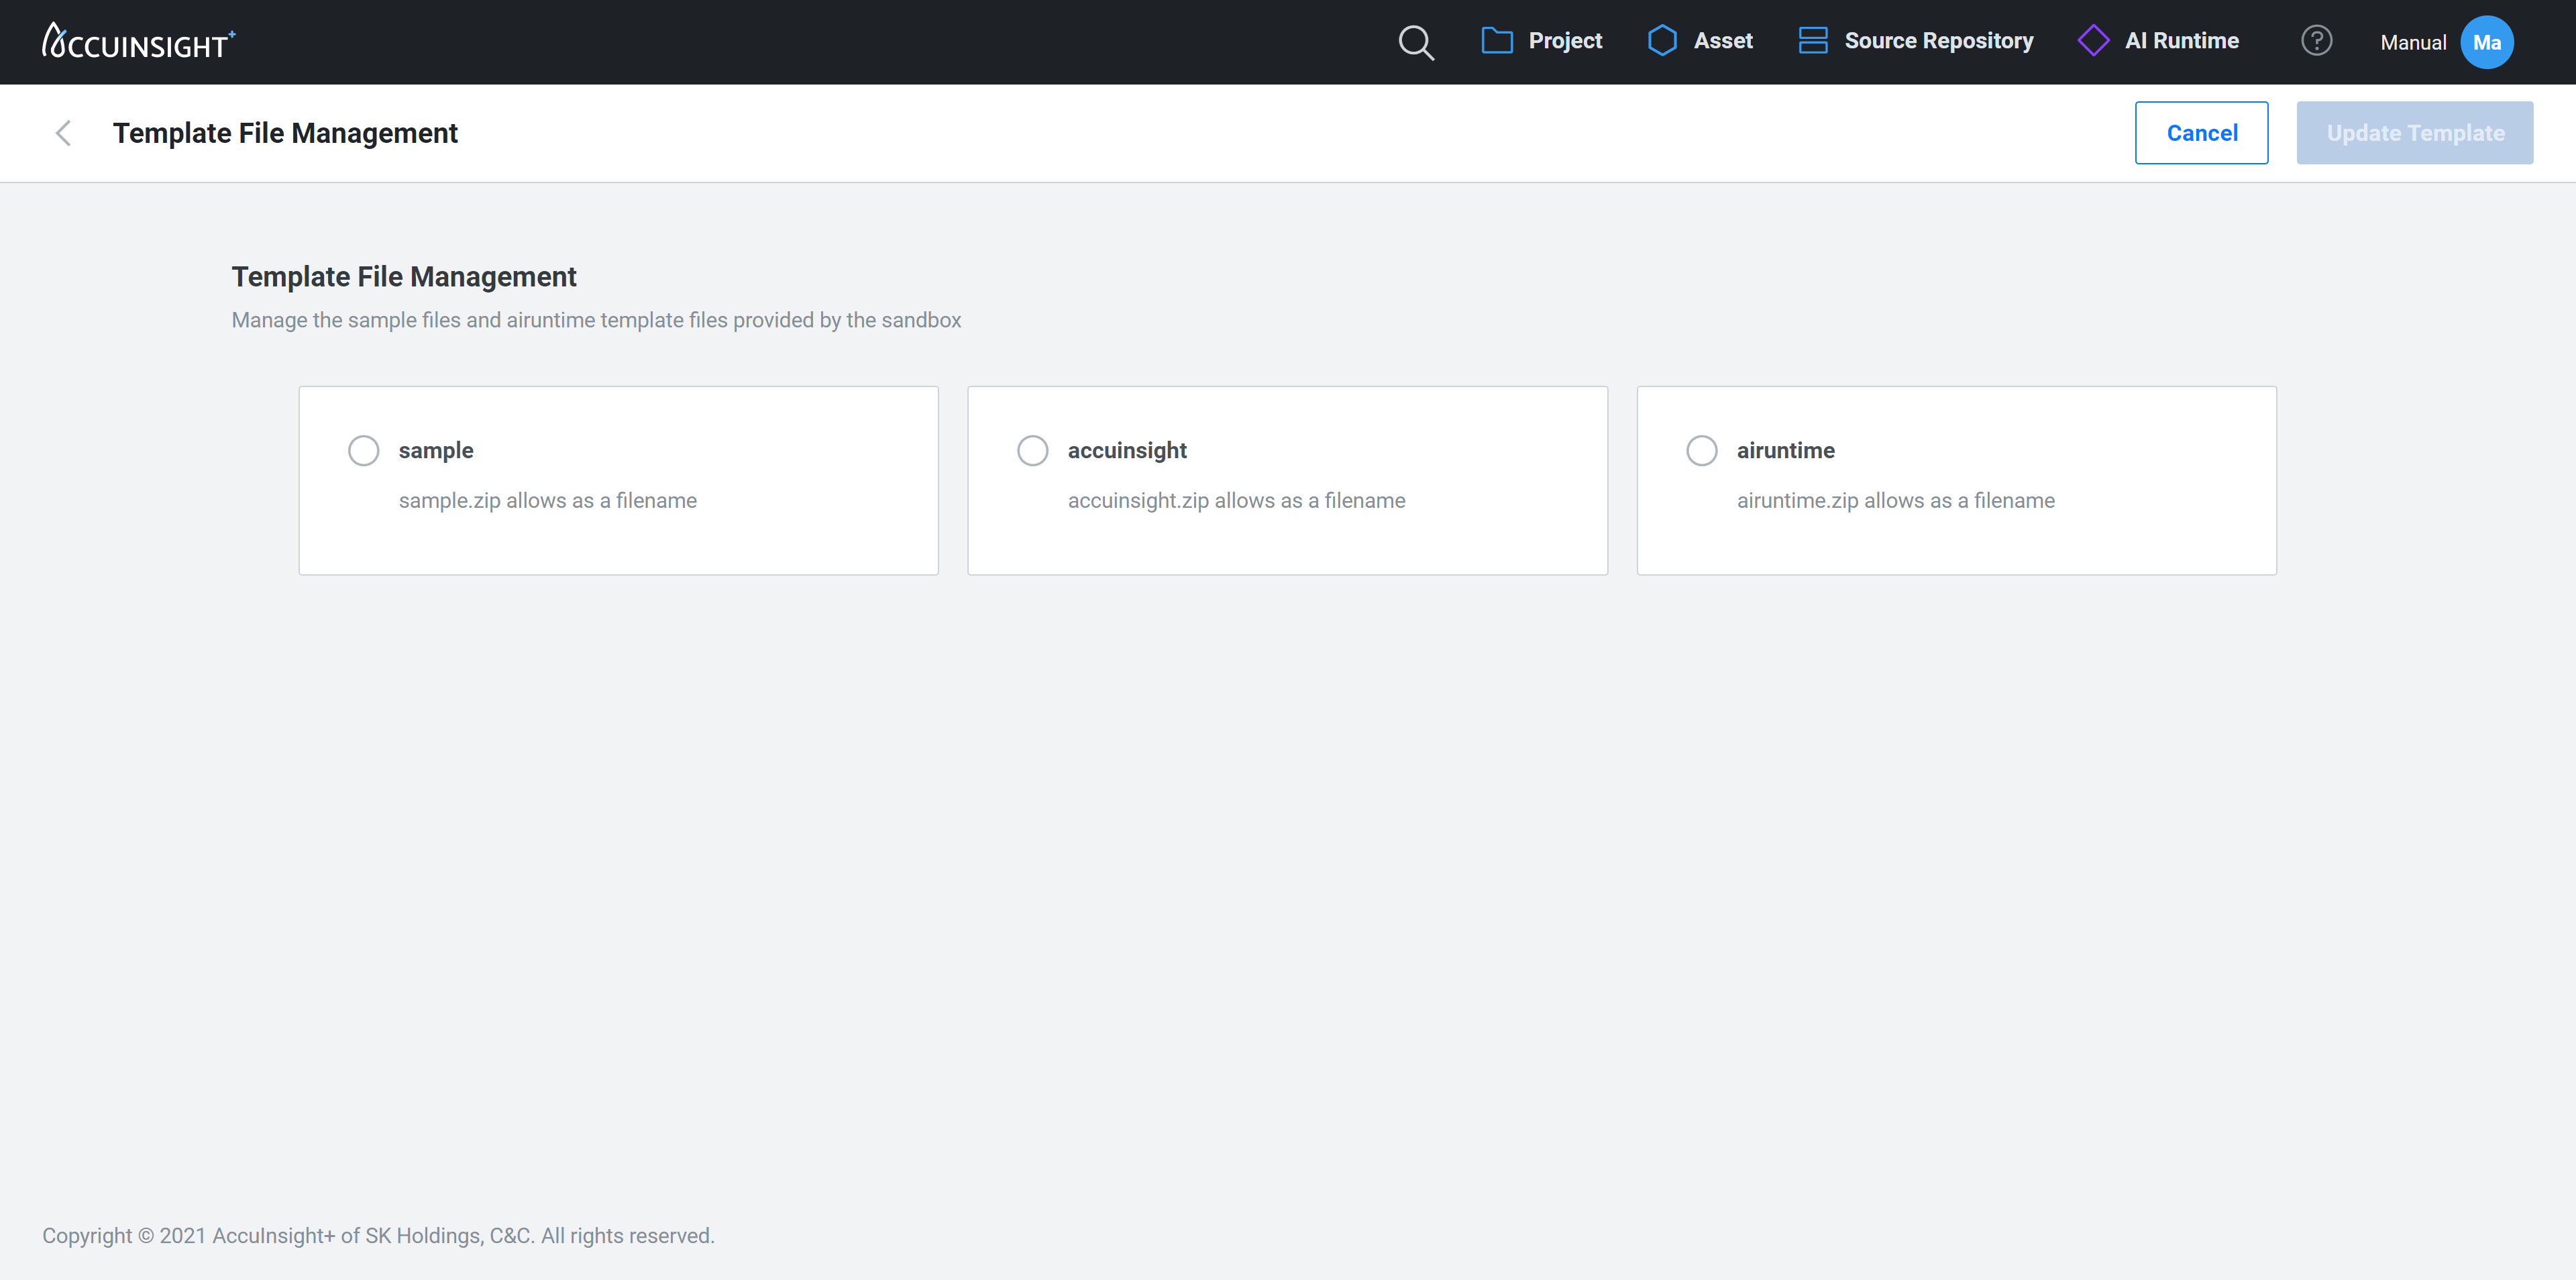 ACCUINSIGHT+
Project
Asset
Source Repository
AI Runtime
?
Manual
Ma
Template File Management
Cancel
Update Template
Template File Management
Manage the sample files and airuntime template files provided by the sandbox
sample
sample.zip allows as a filename
accuinsight
accuinsight.zip allows as a filename
airuntime
airuntime.zip allows as a filename
Copyright © 2021 AccuInsight+ of SK Holdings, C&C. All rights reserved.